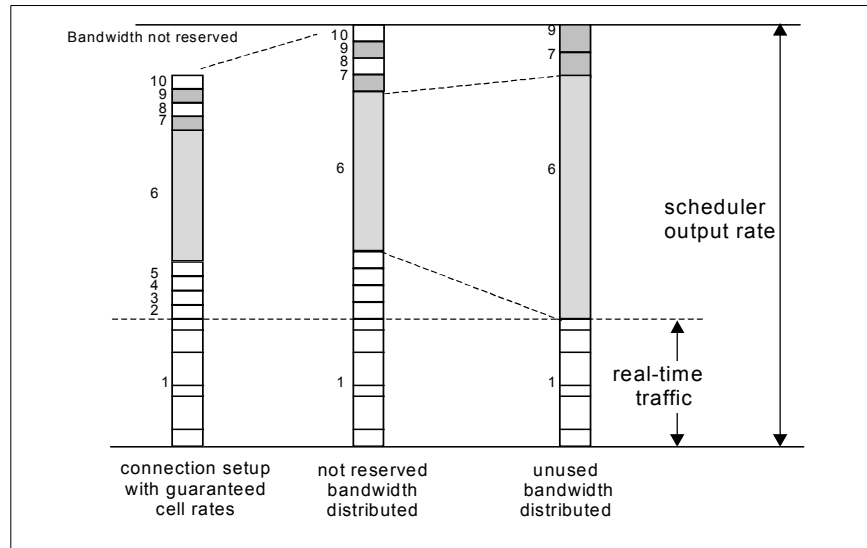 Bandwidth not reserved
10
9
8
7
6
5
4
3
2
1
connection setup
with guaranteed
cell rates
10
9
8
7
6
1
not reserved
bandwidth
distributed
9
7
6
1
unused
bandwidth
distributed
scheduler
output rate
real-time
traffic